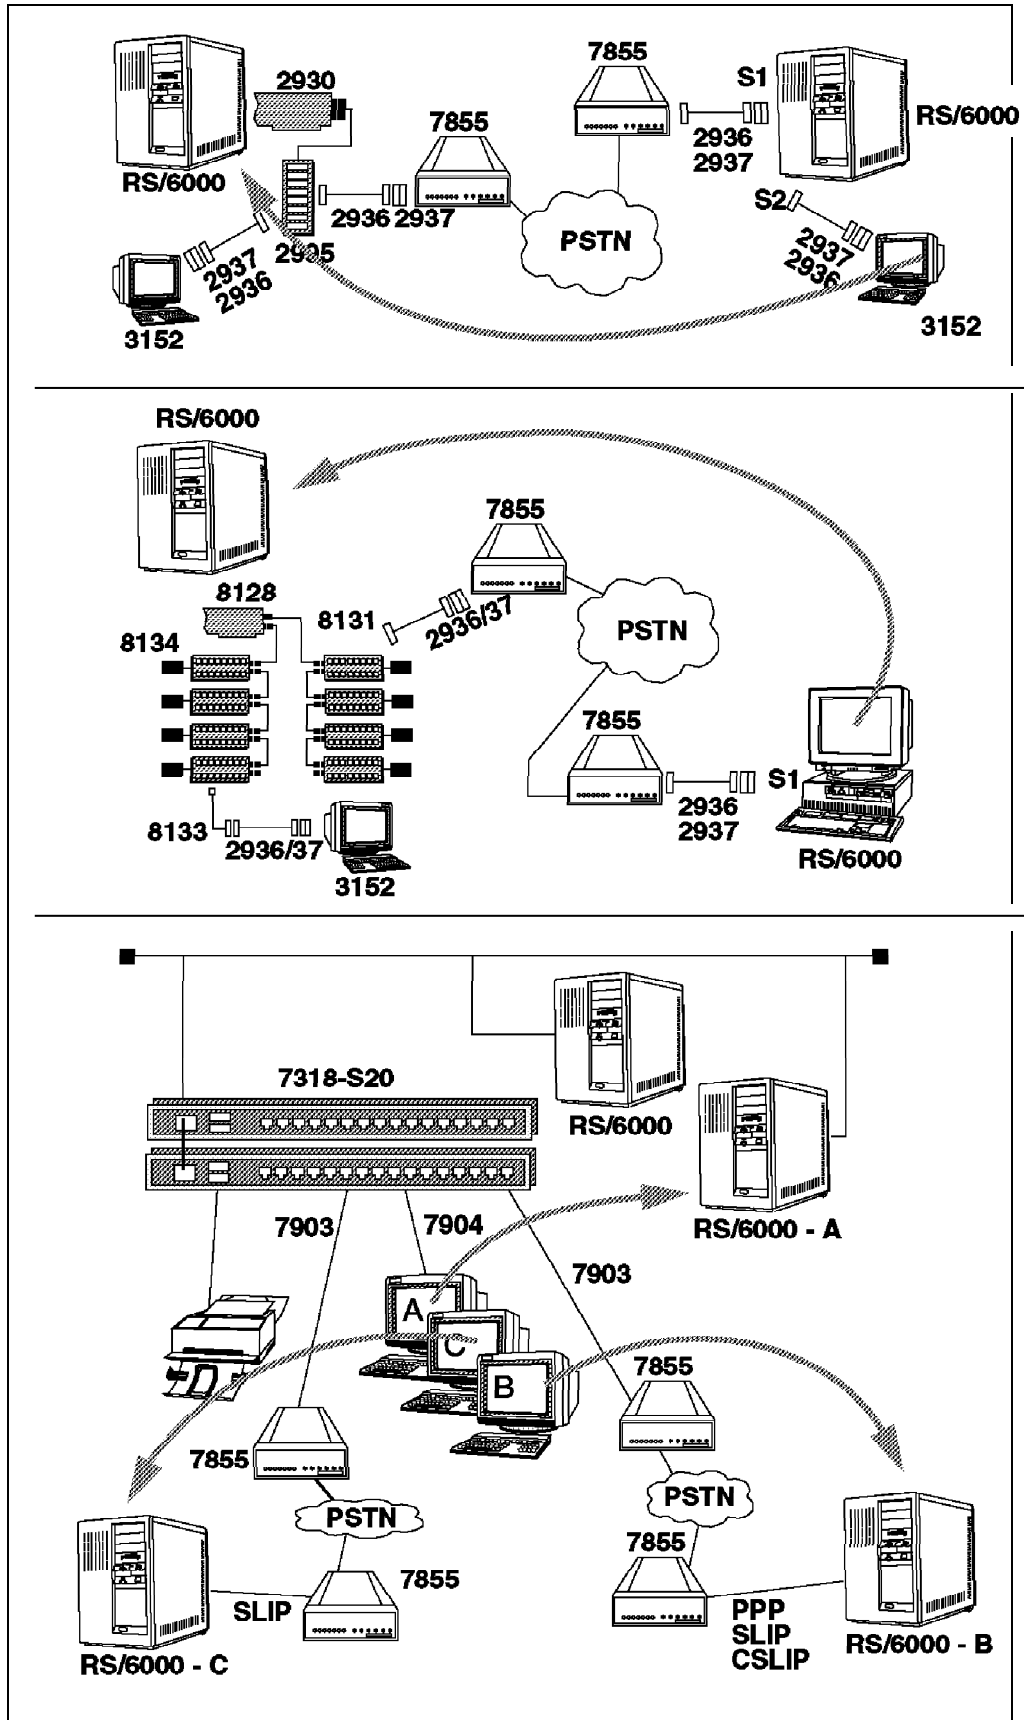 7855
2930
S1
RS/6000
7855
2936
2937
RS/6000
2936 2937
S2
PSTN
2995
2937
2936
2937
2936
3152
3152
RS/6000
7855
8128
8131
2936/37
8134
PSTN
7855
S1
2936
2937
8133
2936/37
RS/6000
3152
7318-S20
RS/6000
7903
7904
RS/6000 - A
7903
A
C
B
7855
7855
PSTN
PSTN
7855
7855
SLIP
PPP
SLIP
CSLIP
RS/6000 - B
RS/6000 - C